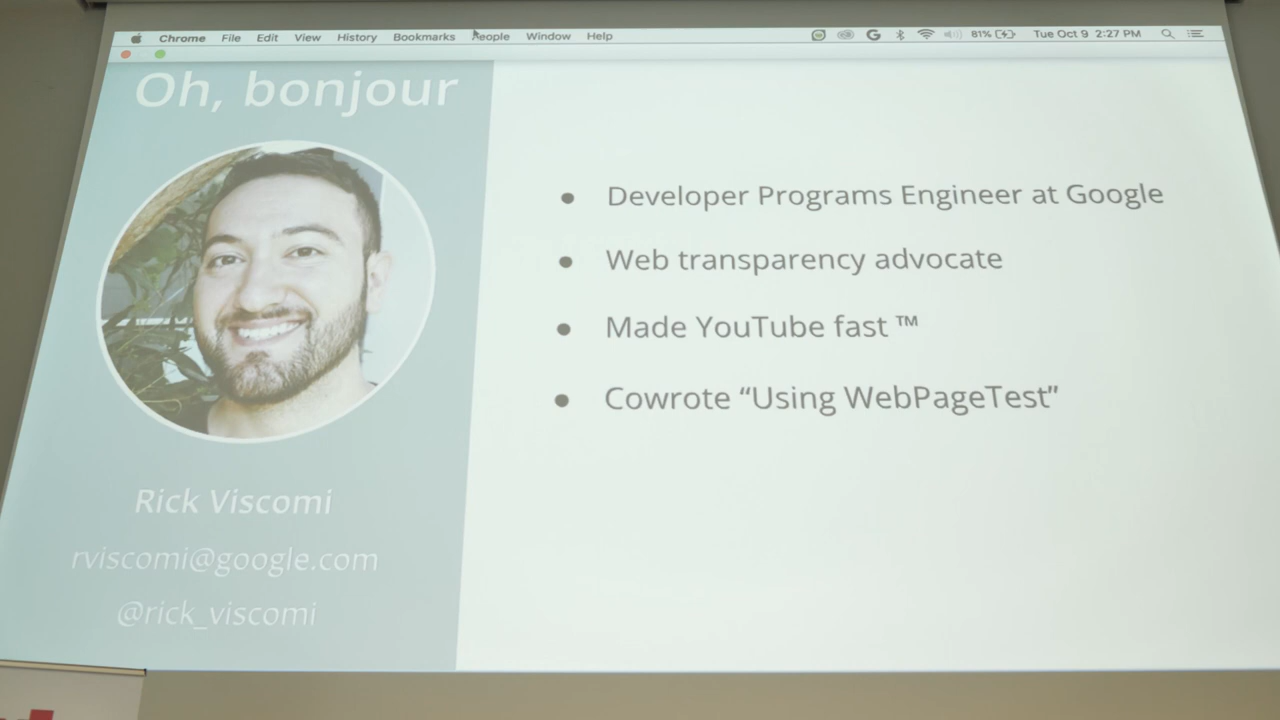 Chrome File Edit View History Bookmarks People Window Help 81% Tue Oct 9 2:27 PM
Oh, bonjour
Rick Viscomi
rviscomi@google.com
@rick_viscomi
● Developer Programs Engineer at Google
● Web transparency advocate
● Made YouTube fast ™
● Cowrote “Using WebPageTest”